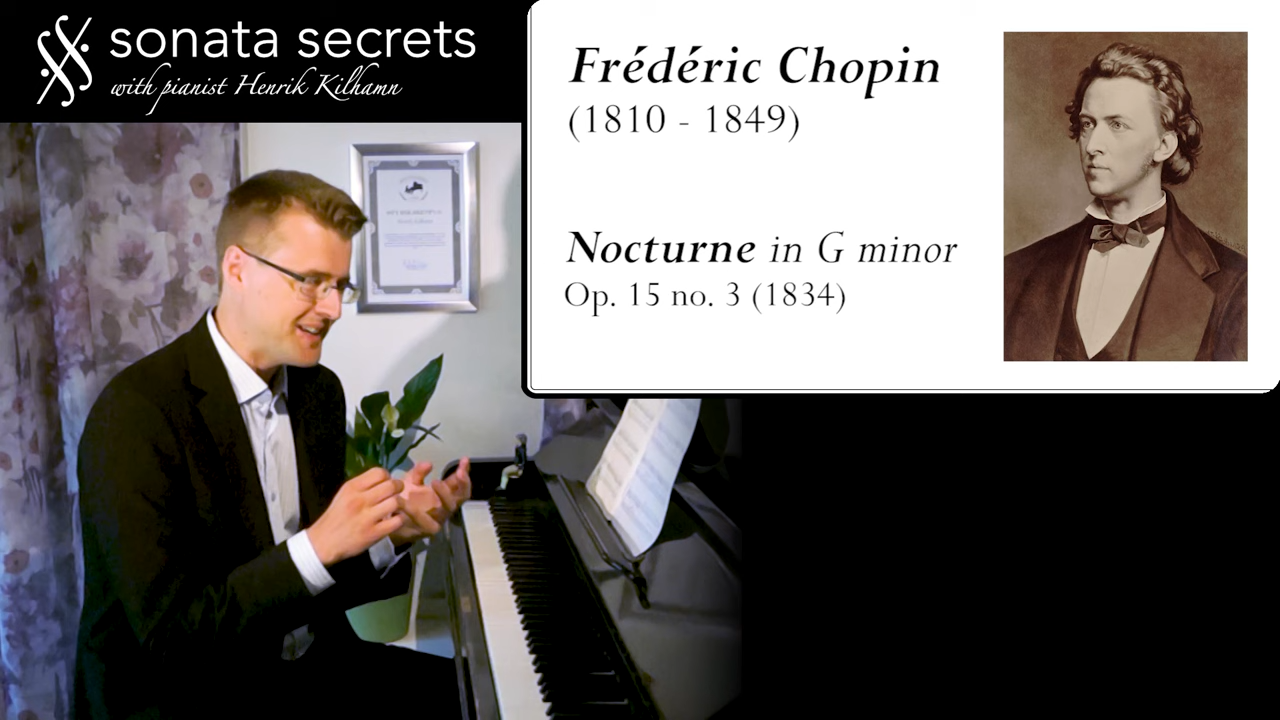 sonata secrets
with pianist Henrik Kilhamn
Frédéric Chopin
(1810 - 1849)
Nocturne in G minor
Op. 15 no. 3 (1834)